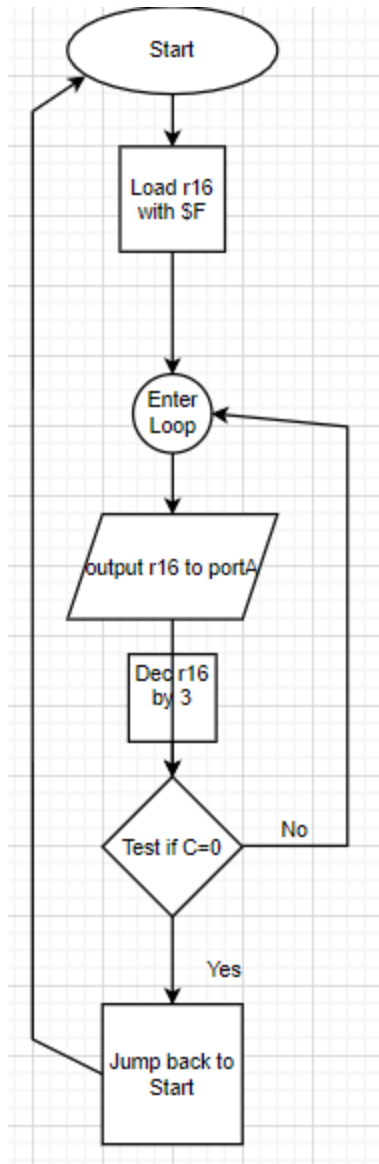 Start
Load r16
with $F
Enter
Loop
output r16 to portA
Dec r16
by 3
Test if C=0
No
Yes
Jump back to
Start